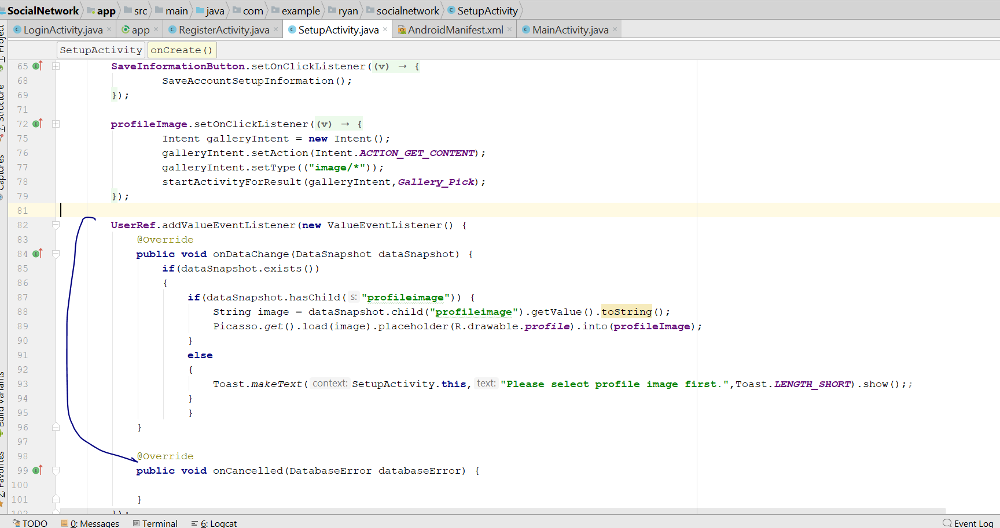 SocialNetwork app src main java com example ryan socialnetwork SetupActivity
LoginActivity.java app RegisterActivity.java SetupActivity.java AndroidManifest.xml MainActivity.java
SetupActivity onCreate()
65 SaveInformationButton.setOnClickListener((v) → {
68 SaveAccountSetupInformation();
69 });
71
72 profileImage.setOnClickListener((v) → {
75 Intent galleryIntent = new Intent();
76 galleryIntent.setAction(Intent.ACTION_GET_CONTENT);
77 galleryIntent.setType(("image/*"));
78 startActivityForResult(galleryIntent,Gallery_Pick);
79 });
81
82 UserRef.addValueEventListener(new ValueEventListener() {
83 @Override
84 public void onDataChange(DataSnapshot dataSnapshot) {
85 if(dataSnapshot.exists())
86 {
87 if(dataSnapshot.hasChild( s: "profileimage")) {
88 String image = dataSnapshot.child("profileimage").getValue().toString();
89 Picasso.get().load(image).placeholder(R.drawable.profile).into(profileImage);
90 }
91 else
92 {
93 Toast.makeText( context: SetupActivity.this, text: "Please select profile image first.",Toast.LENGTH_SHORT).show();;
94 }
95 }
96 }
97
98 @Override
99 public void onCancelled(DatabaseError databaseError) {
100
101 }
102 });
1: Project
7: Structure
Captures
Build Variants
2: Favorites
TODO 0: Messages Terminal 6: Logcat Event Log